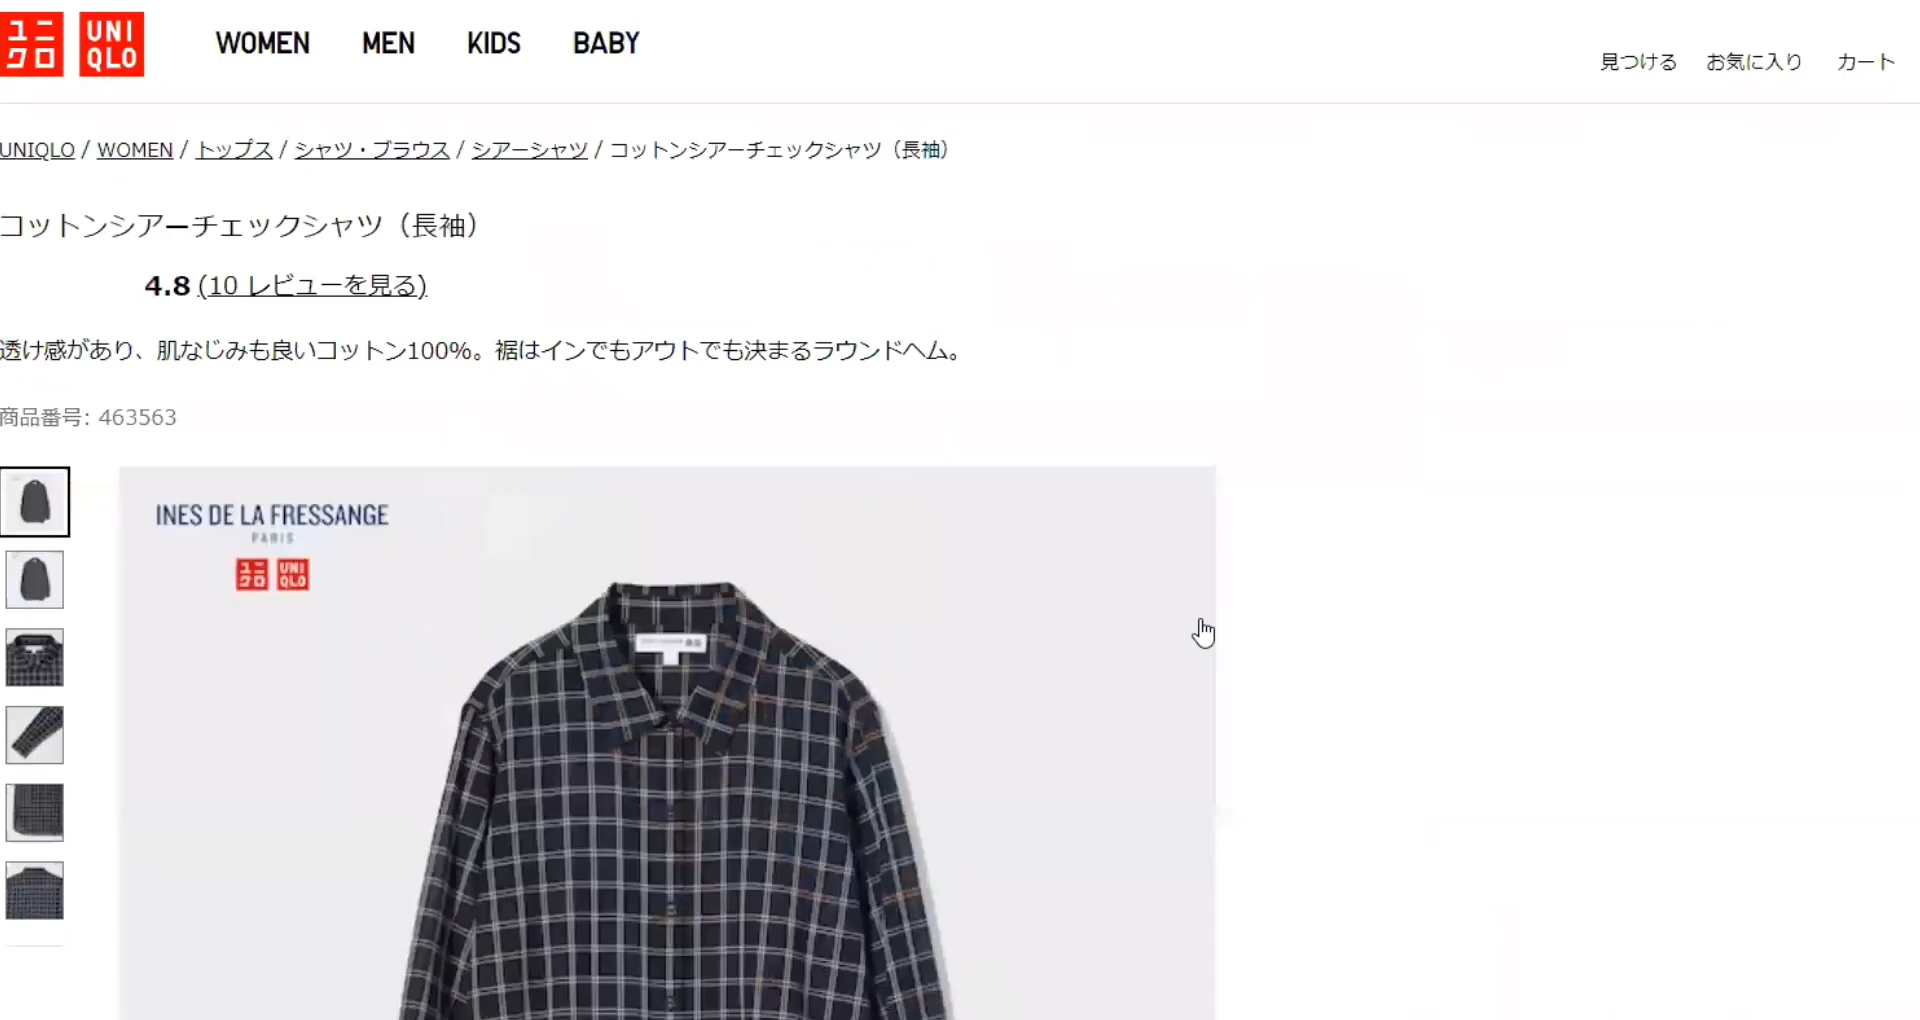 ユニ
クロ
UNI
QLO
WOMEN MEN KIDS BABY
見つける お気に入り カート
UNIQLO / WOMEN / トップス / シャツ・ブラウス / シアーシャツ / コットンシアーチェックシャツ（長袖）
コットンシアーチェックシャツ（長袖）
4.8 (10 レビューを見る)
透け感があり、肌なじみも良いコットン100%。裾はインでもアウトでも決まるラウンドヘム。
商品番号: 463563
INES DE LA FRESSANGE
PARIS
ユニ
クロ
UNI
QLO